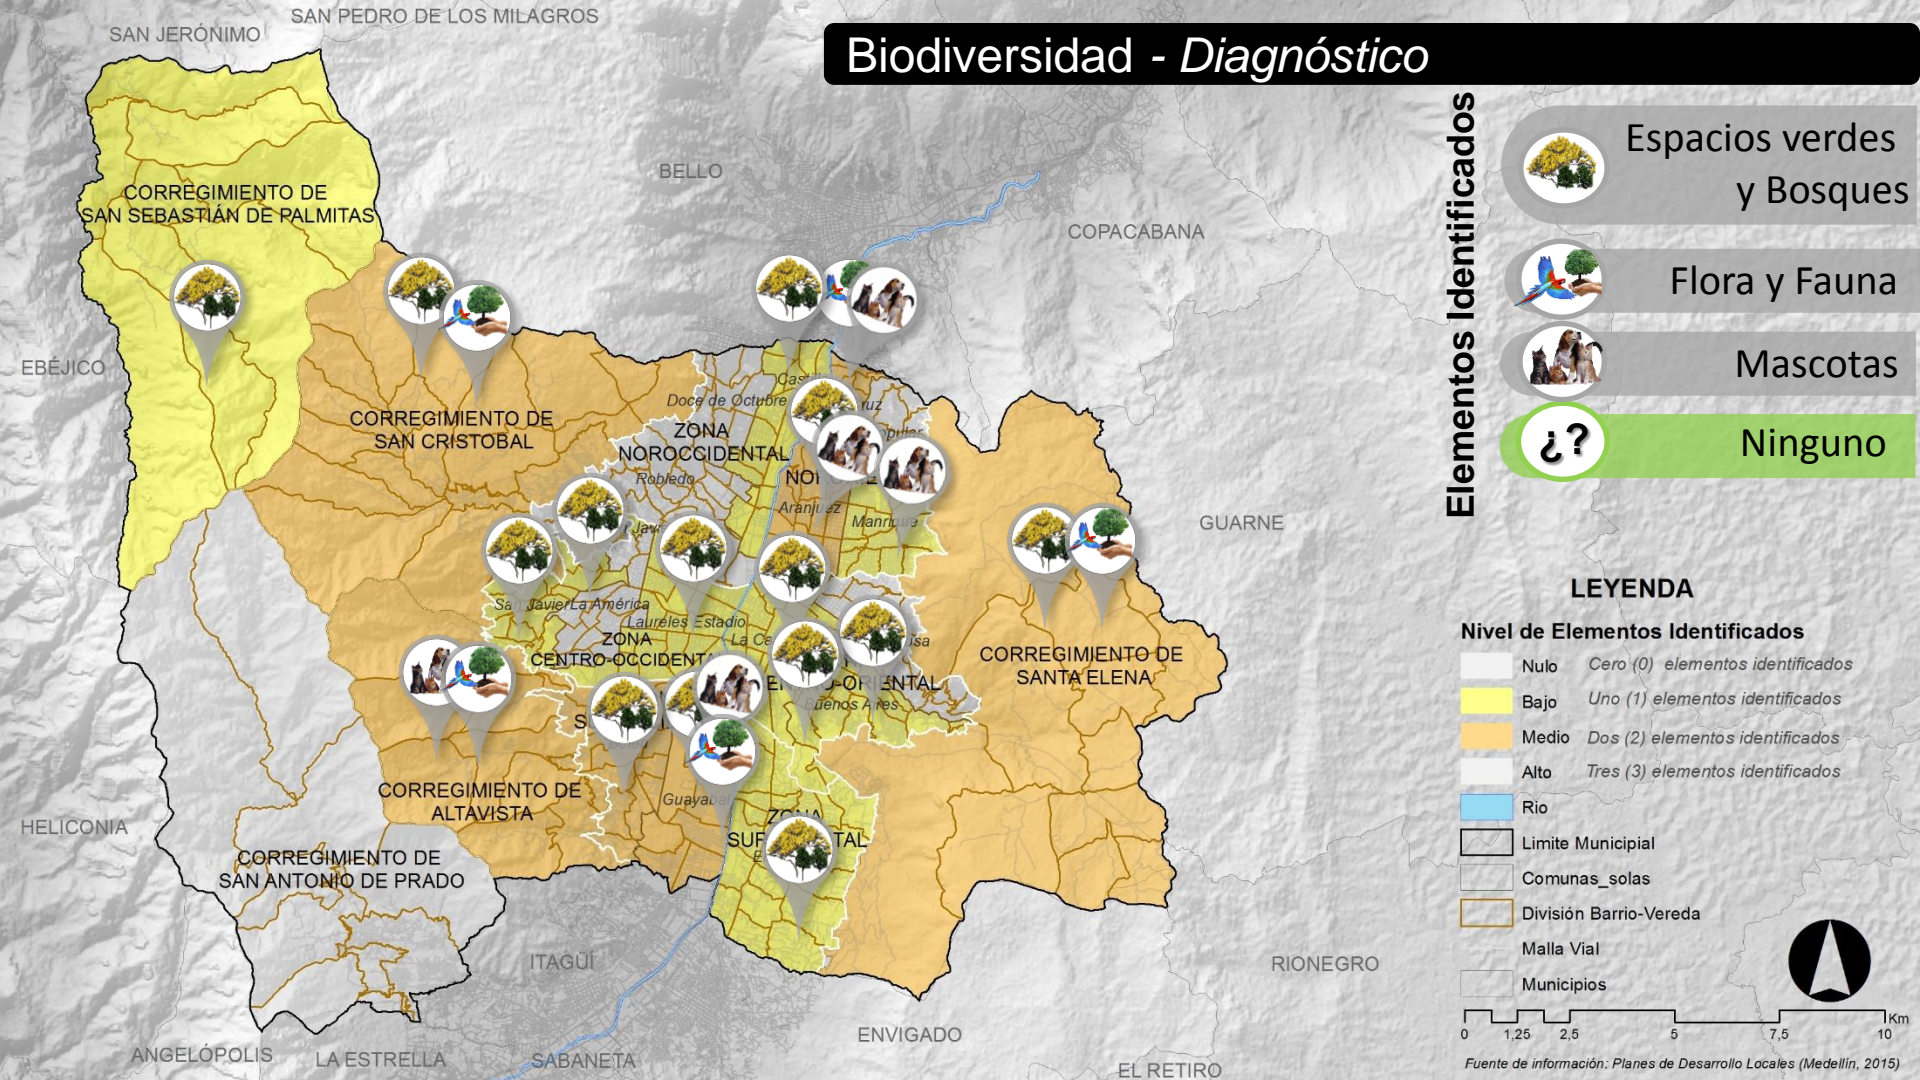 SAN PEDRO DE LOS MILAGROS
SAN JERÓNIMO
Biodiversidad - Diagnóstico
Elementos Identificados
Espacios verdes
y Bosques
Flora y Fauna
Mascotas
¿?
Ninguno
BELLO
COPACABANA
CORREGIMIENTO DE
SAN SEBASTIÁN DE PALMITAS
EBÉJICO
CORREGIMIENTO DE
SAN CRISTOBAL
Doce de Octubre
ZONA
NOROCCIDENTAL
Robledo
Aranjuez
Manrique
GUARNE
San Javier
La América
Laureles Estadio
ZONA
CENTRO-OCCIDENTAL
Buenos Aires
CORREGIMIENTO DE
SANTA ELENA
CORREGIMIENTO DE
ALTAVISTA
Guayabal
ZONA
HELICONIA
CORREGIMIENTO DE
SAN ANTONIO DE PRADO
ITAGÜÍ
RIONEGRO
ENVIGADO
ANGELÓPOLIS
LA ESTRELLA
SABANETA
EL RETIRO
LEYENDA
Nivel de Elementos Identificados
Nulo Cero (0) elementos identificados
Bajo Uno (1) elementos identificados
Medio Dos (2) elementos identificados
Alto Tres (3) elementos identificados
Rio
Limite Municipial
Comunas_solas
División Barrio-Vereda
Malla Vial
Municipios
0 1,25 2,5 5 7,5 10 Km
Fuente de información: Planes de Desarrollo Locales (Medellín, 2015)